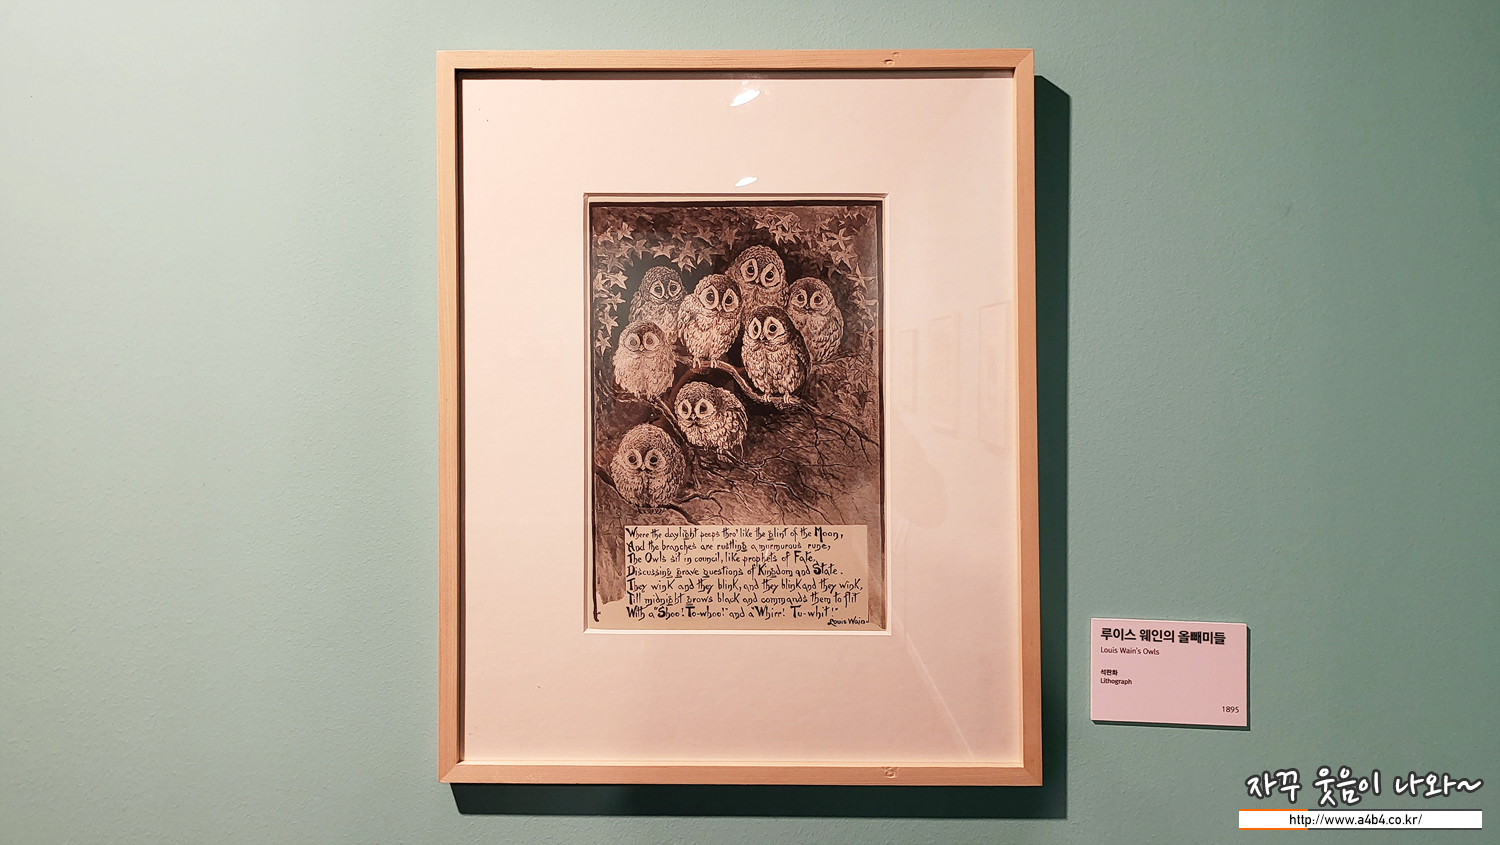 Where the daylight peeps thro' like the glint of the Moon,
And the branches are rustling a murmurous rune,
The Owls sit in council, like prophets of Fate,
Discussing grave questions of Kingdom and State.
They wink and they blink, and they blink and they wink,
Till midnight grows black and commands them to flit
With a "Shoo! To-whoo!" and a "Whirr! Tu-whit!"
Louis Wain.
루이스 웨인의 올빼미들
Louis Wain's Owls
석판화
Lithograph
1895
자꾸 웃음이 나와~
http://www.a4b4.co.kr/